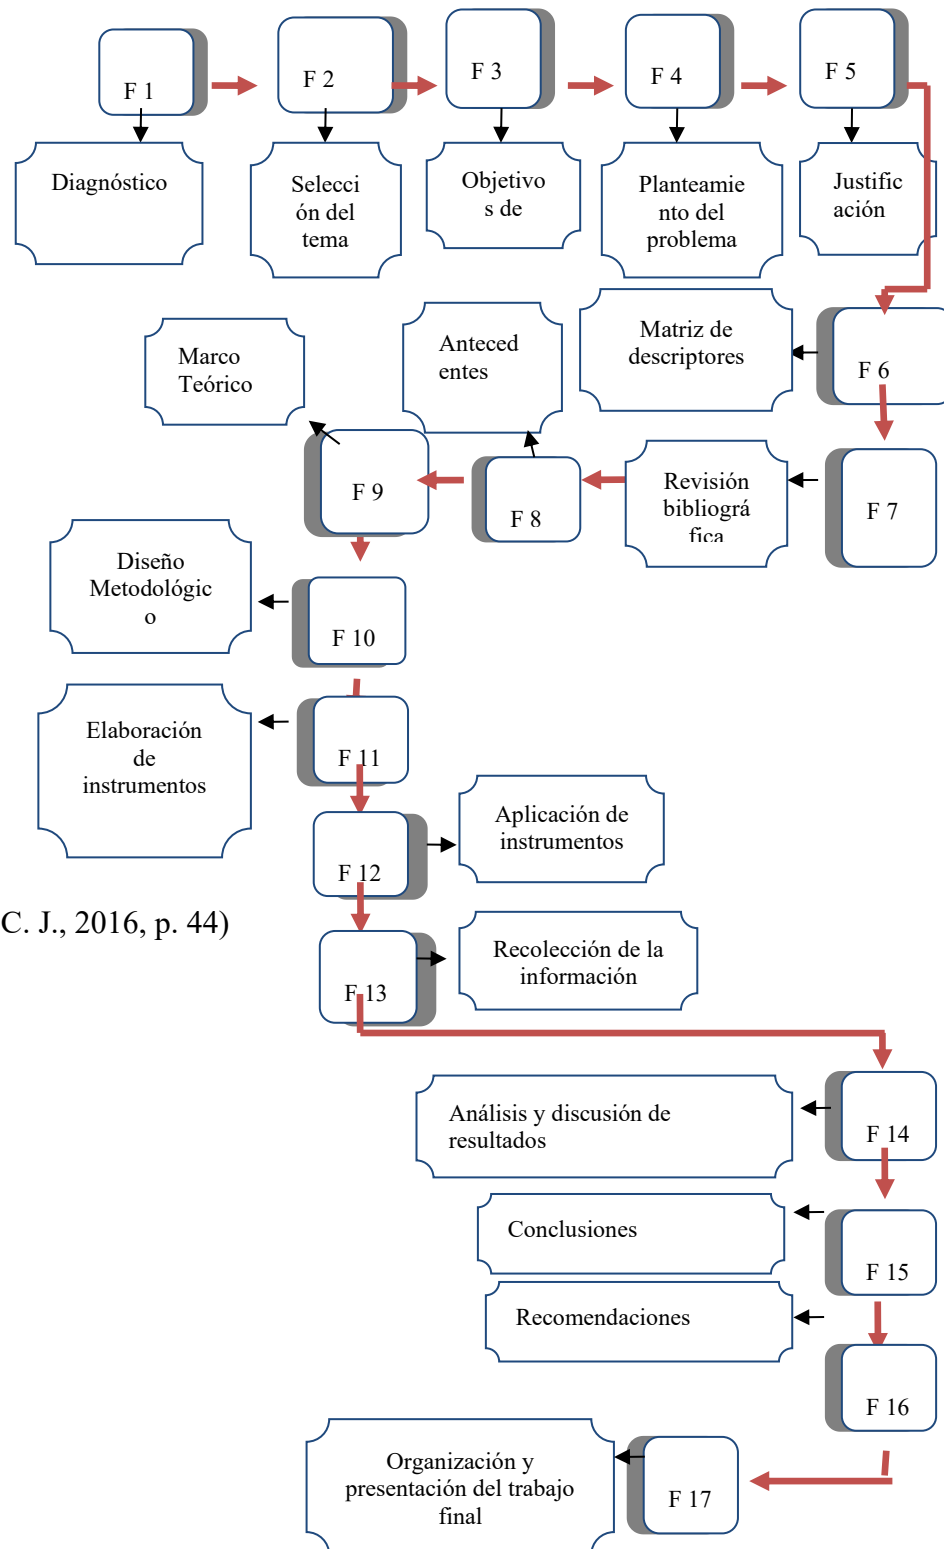 F 1
F 2
F 3
F 4
F 5
Diagnóstico
Selecci
ón del
tema
Objetivo
s de
Planteamie
nto del
problema
Justific
ación
Marco
Teórico
Anteced
entes
Matriz de
descriptores
F 6
F 9
F 8
Revisión
bibliográ
fica
F 7
Diseño
Metodológic
o
F 10
Elaboración
de
instrumentos
F 11
F 12
Aplicación de
instrumentos
C. J., 2016, p. 44)
F 13
Recolección de la
información
Análisis y discusión de
resultados
F 14
Conclusiones
F 15
Recomendaciones
F 16
Organización y
presentación del trabajo
final
F 17